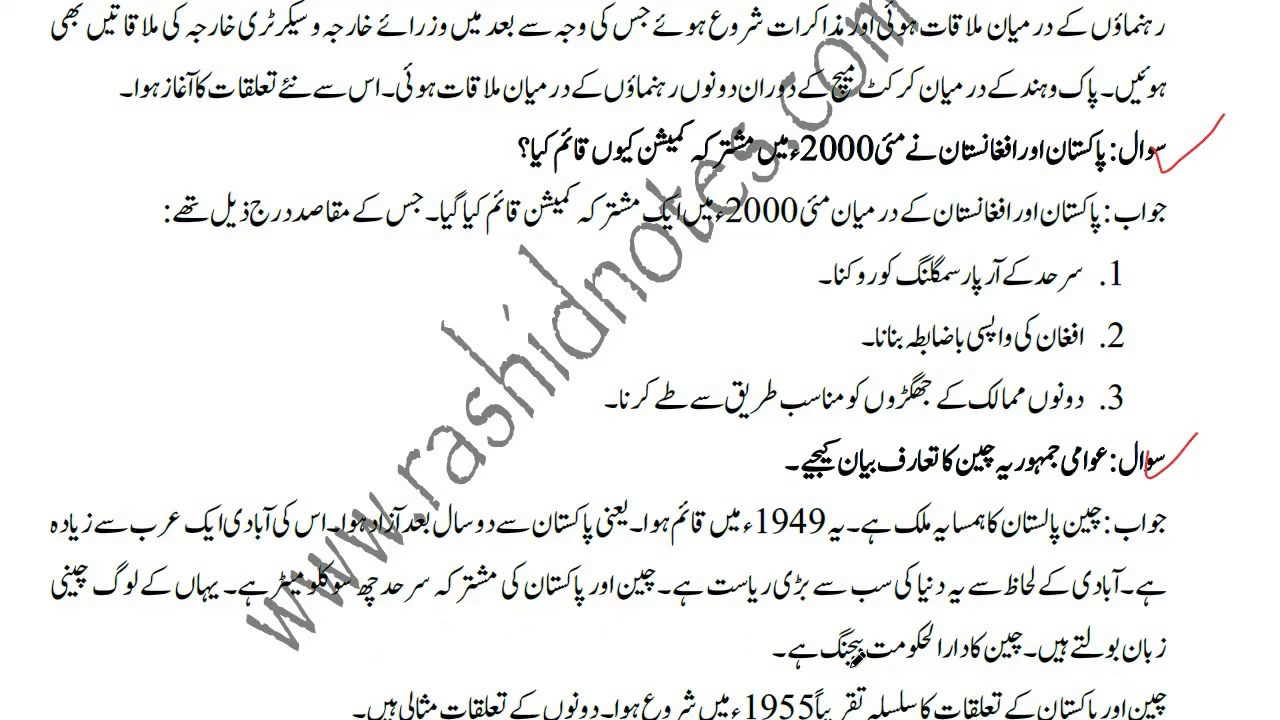 رہنماؤں کے درمیان ملاقات ہوئی اور مذاکرات شروع ہوئے جس کی وجہ سے بعد میں وزرائے خارجہ و سیکرٹری خارجہ کی ملاقاتیں بھی
ہوئیں۔ پاک وہند کے درمیان کرکٹ میچ کے دوران دونوں رہنماؤں کے درمیان ملاقات ہوئی۔ اس سے نئے تعلقات کا آغاز ہوا۔
سوال: پاکستان اور افغانستان نے مئی 2000ء میں مشترکہ کمیشن کیوں قائم کیا؟
جواب: پاکستان اور افغانستان کے درمیان مئی 2000ء میں ایک مشترکہ کمیشن قائم کیا گیا۔ جس کے مقاصد درج ذیل تھے:
1. سرحد کے آر پار سمگلنگ کو روکنا۔
2. افغان کی واپسی باضابطہ بنانا۔
3. دونوں ممالک کے جھگڑوں کو مناسب طریق سے طے کرنا۔
سوال: عوامی جمہوریہ چین کا تعارف بیان کیجیے۔
جواب: چین پالستان کا ہمسایہ ملک ہے۔ یہ 1949ء میں قائم ہوا۔ یعنی پاکستان سے دو سال بعد آزاد ہوا۔ اس کی آبادی ایک عرب سے زیادہ
ہے۔ آبادی کے لحاظ سے یہ دنیا کی سب سے بڑی ریاست ہے۔ چین اور پاکستان کی مشترکہ سرحد چھ سو کلومیٹر ہے۔ یہاں کے لوگ چینی
زبان بولتے ہیں۔ چین کا دارالحکومت بیجنگ ہے۔
چین اور پاکستان کے تعلقات کا سلسلہ تقریباً 1955ء میں شروع ہوا۔ دونوں کے تعلقات مثالی ہیں۔
www.rashidnotes.com